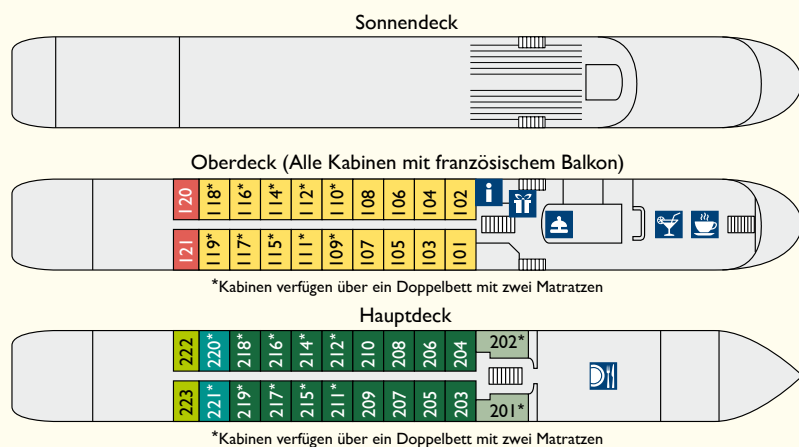 Sonnendeck
Oberdeck (Alle Kabinen mit französischem Balkon)
120 118* 116* 114* 112* 110* 108 106 104 102
i
121 119* 117* 115* 111* 109* 107 105 103 101
*Kabinen verfügen über ein Doppelbett mit zwei Matratzen
Hauptdeck
222 220* 218* 216* 214* 212* 210 208 206 204 202*
223 221* 219* 217* 215* 211* 209 207 205 203 201*
*Kabinen verfügen über ein Doppelbett mit zwei Matratzen